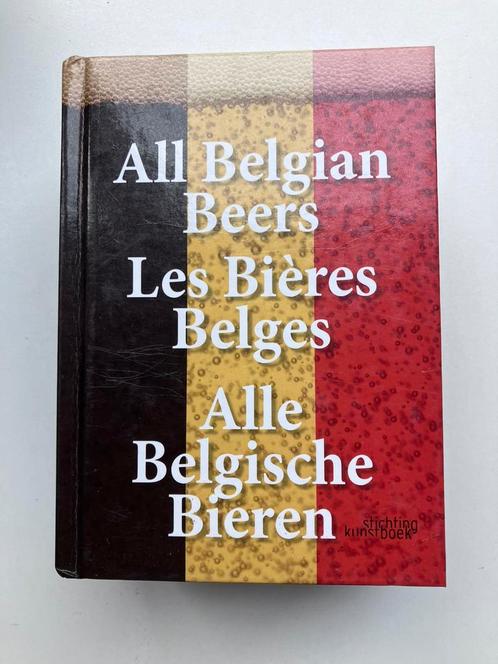 All Belgian
Beers
Les Bières
Belges
Alle
Belgische
Bieren
stichting
kunstboek